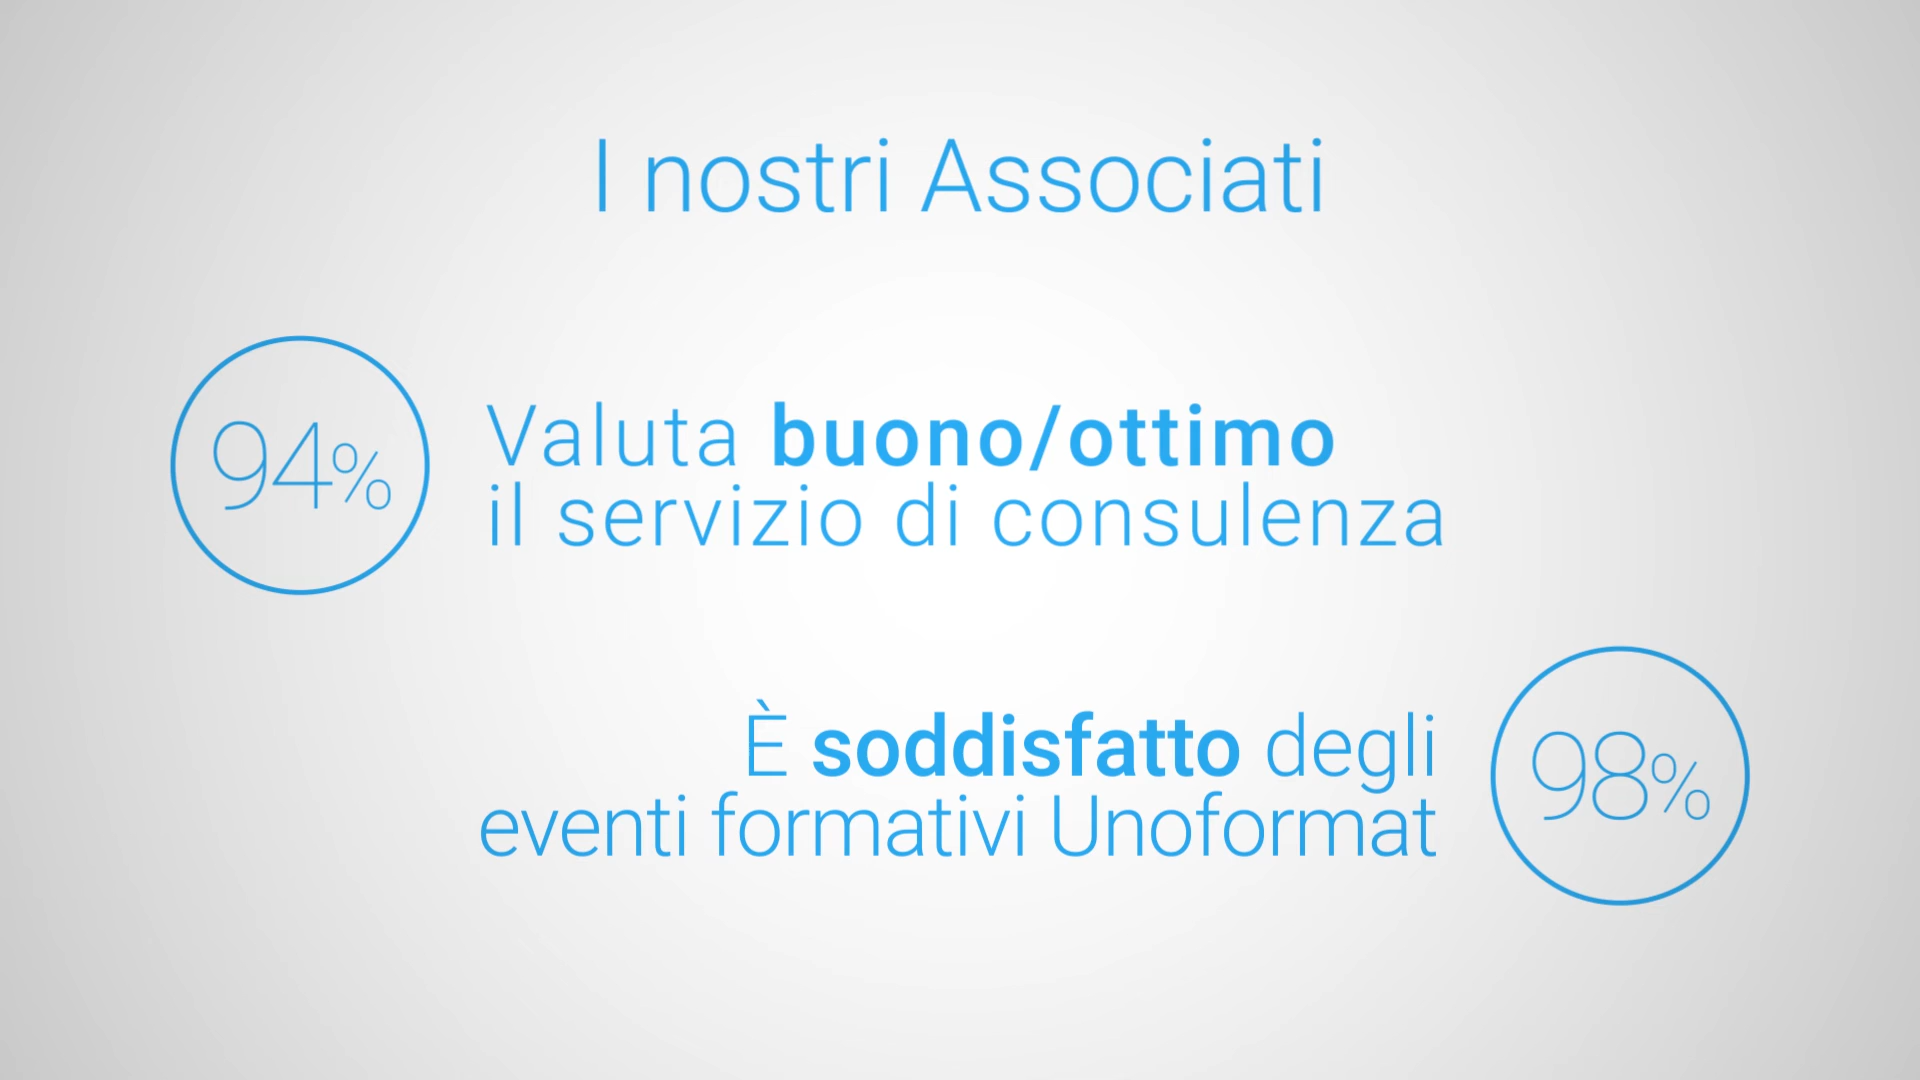 I nostri Associati
94%
Valuta buono/ottimo
il servizio di consulenza
È soddisfatto degli
eventi formativi Unoformat
98%